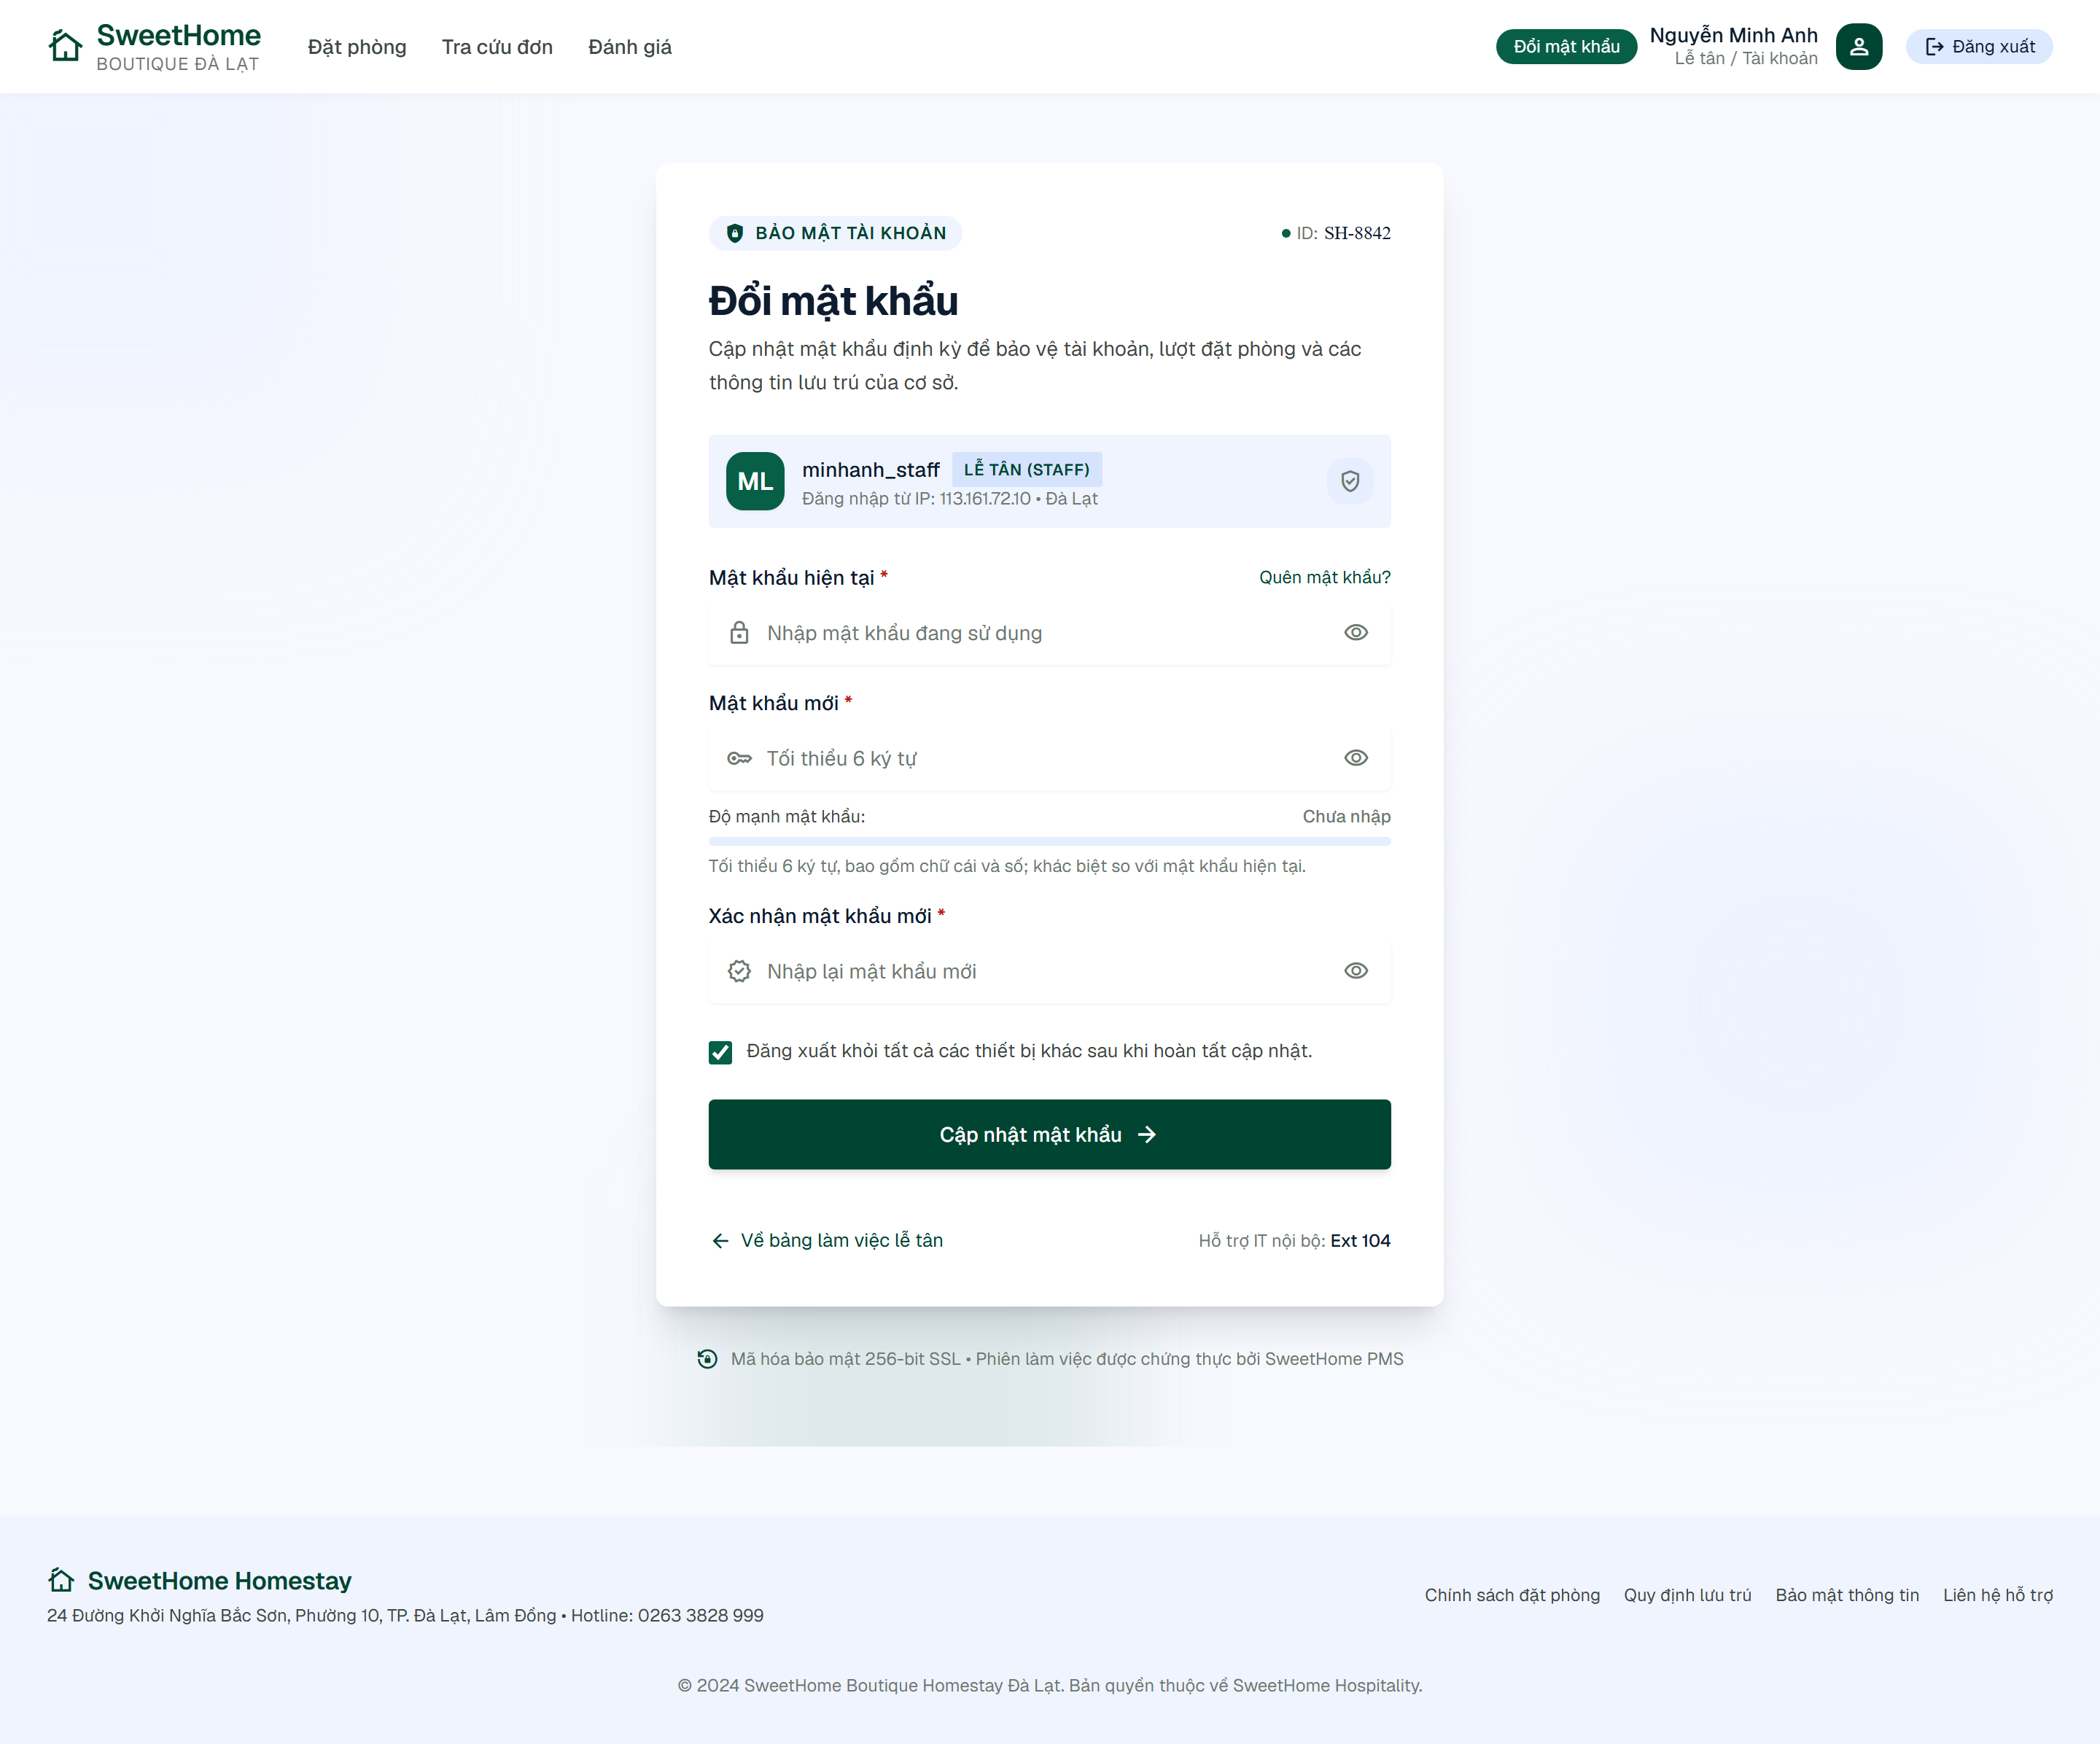 SweetHome
BOUTIQUE ĐÀ LẠT
Đặt phòng
Tra cứu đơn
Đánh giá
Đổi mật khẩu
Nguyễn Minh Anh
Lễ tân / Tài khoản
Đăng xuất
BẢO MẬT TÀI KHOẢN
ID: SH-8842
Đổi mật khẩu
Cập nhật mật khẩu định kỳ để bảo vệ tài khoản, lượt đặt phòng và các
thông tin lưu trú của cơ sở.
ML
minhanh_staff
LỄ TÂN (STAFF)
Đăng nhập từ IP: 113.161.72.10 • Đà Lạt
Mật khẩu hiện tại *
Quên mật khẩu?
Nhập mật khẩu đang sử dụng
Mật khẩu mới *
Tối thiểu 6 ký tự
Độ mạnh mật khẩu:
Chưa nhập
Tối thiểu 6 ký tự, bao gồm chữ cái và số; khác biệt so với mật khẩu hiện tại.
Xác nhận mật khẩu mới *
Nhập lại mật khẩu mới
Đăng xuất khỏi tất cả các thiết bị khác sau khi hoàn tất cập nhật.
Cập nhật mật khẩu
Về bảng làm việc lễ tân
Hỗ trợ IT nội bộ: Ext 104
Mã hóa bảo mật 256-bit SSL • Phiên làm việc được chứng thực bởi SweetHome PMS
SweetHome Homestay
24 Đường Khởi Nghĩa Bắc Sơn, Phường 10, TP. Đà Lạt, Lâm Đồng • Hotline: 0263 3828 999
Chính sách đặt phòng
Quy định lưu trú
Bảo mật thông tin
Liên hệ hỗ trợ
© 2024 SweetHome Boutique Homestay Đà Lạt. Bản quyền thuộc về SweetHome Hospitality.